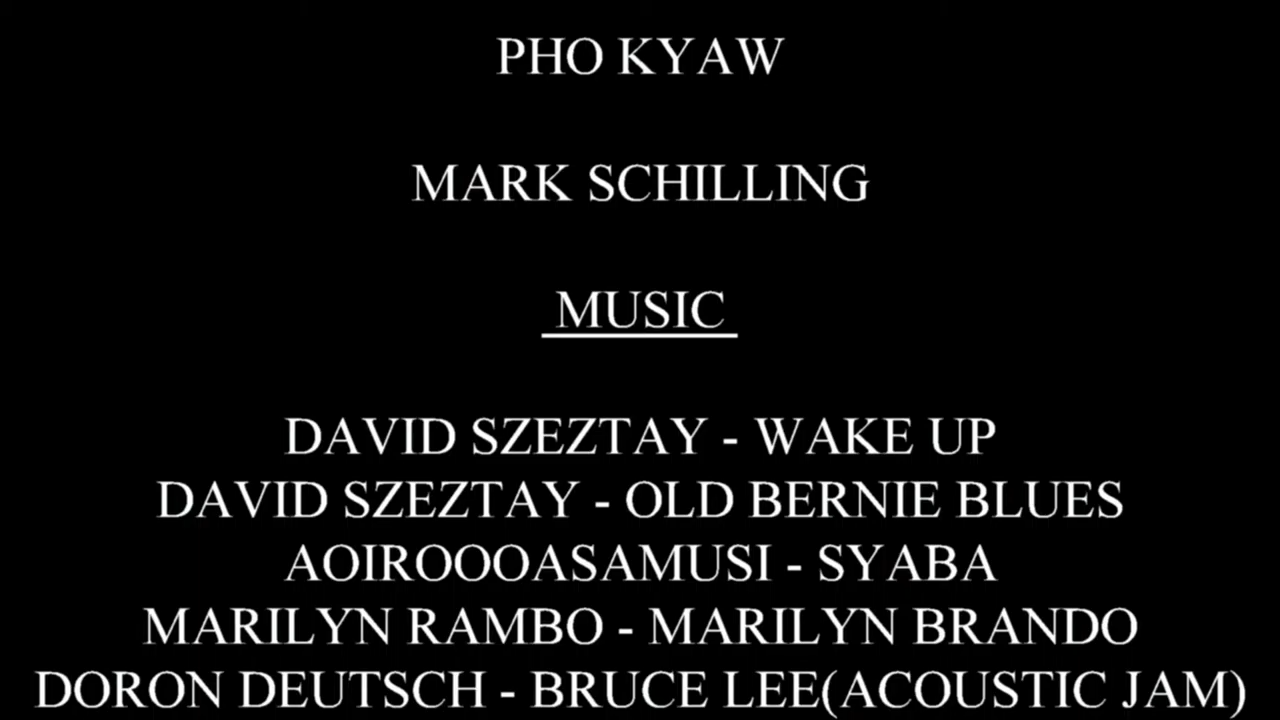 PHO KYAW
MARK SCHILLING
MUSIC
DAVID SZEZTAY - WAKE UP
DAVID SZEZTAY - OLD BERNIE BLUES
AOIROOOASAMUSI - SYABA
MARILYN RAMBO - MARILYN BRANDO
DORON DEUTSCH - BRUCE LEE(ACOUSTIC JAM)